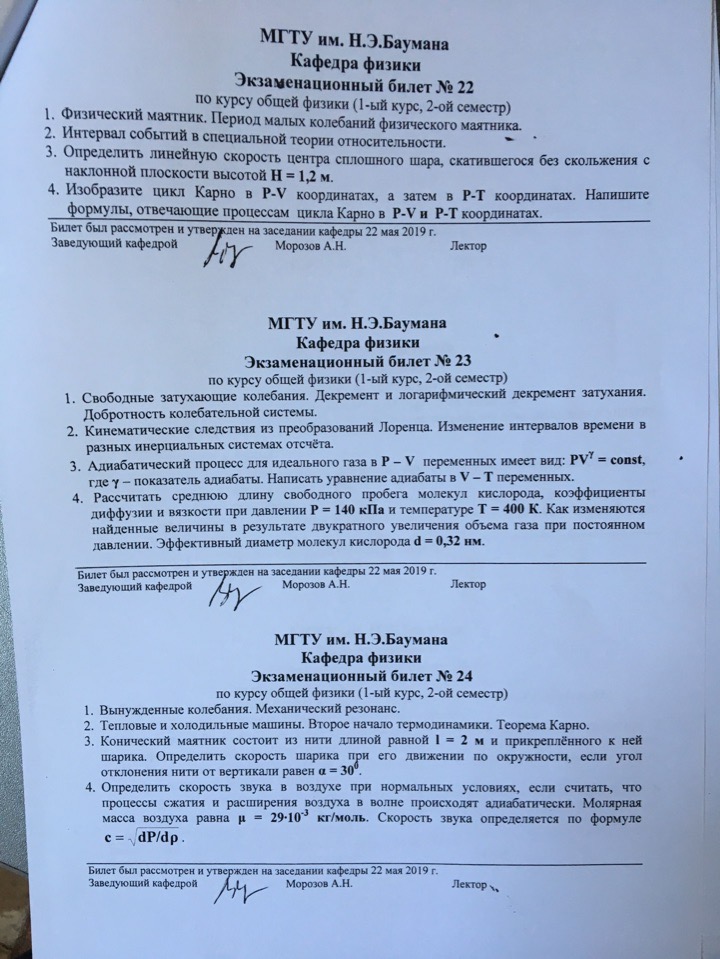 МГТУ им. Н.Э.Баумана
Кафедра физики
Экзаменационный билет № 22
по курсу общей физики (1-ый курс, 2-ой семестр)
1. Физический маятник. Период малых колебаний физического маятника.
2. Интервал событий в специальной теории относительности.
3. Определить линейную скорость центра сплошного шара, скатившегося без скольжения с
наклонной плоскости высотой H = 1,2 м.
4. Изобразите цикл Карно в P-V координатах, а затем в P-T координатах. Напишите
формулы, отвечающие процессам цикла Карно в P-V и P-T координатах.
Билет был рассмотрен и утвержден на заседании кафедры 22 мая 2019 г.
Заведующий кафедрой Морозов А.Н. Лектор
МГТУ им. Н.Э.Баумана
Кафедра физики
Экзаменационный билет № 23
по курсу общей физики (1-ый курс, 2-ой семестр)
1. Свободные затухающие колебания. Декремент и логарифмический декремент затухания.
Добротность колебательной системы.
2. Кинематические следствия из преобразований Лоренца. Изменение интервалов времени в
разных инерциальных системах отсчёта.
3. Адиабатический процесс для идеального газа в P – V переменных имеет вид: PVᵞ = const,
где γ – показатель адиабаты. Написать уравнение адиабаты в V – T переменных.
4. Рассчитать среднюю длину свободного пробега молекул кислорода, коэффициенты
диффузии и вязкости при давлении P = 140 кПа и температуре T = 400 К. Как изменяются
найденные величины в результате двукратного увеличения объема газа при постоянном
давлении. Эффективный диаметр молекул кислорода d = 0,32 нм.
Билет был рассмотрен и утвержден на заседании кафедры 22 мая 2019 г.
Заведующий кафедрой Морозов А.Н. Лектор
МГТУ им. Н.Э.Баумана
Кафедра физики
Экзаменационный билет № 24
по курсу общей физики (1-ый курс, 2-ой семестр)
1. Вынужденные колебания. Механический резонанс.
2. Тепловые и холодильные машины. Второе начало термодинамики. Теорема Карно.
3. Конический маятник состоит из нити длиной равной l = 2 м и прикреплённого к ней
шарика. Определить скорость шарика при его движении по окружности, если угол
отклонения нити от вертикали равен α = 30⁰.
4. Определить скорость звука в воздухе при нормальных условиях, если считать, что
процессы сжатия и расширения воздуха в волне происходят адиабатически. Молярная
масса воздуха равна μ = 29·10⁻³ кг/моль. Скорость звука определяется по формуле
c = √dP/dρ .
Билет был рассмотрен и утвержден на заседании кафедры 22 мая 2019 г.
Заведующий кафедрой Морозов А.Н. Лектор